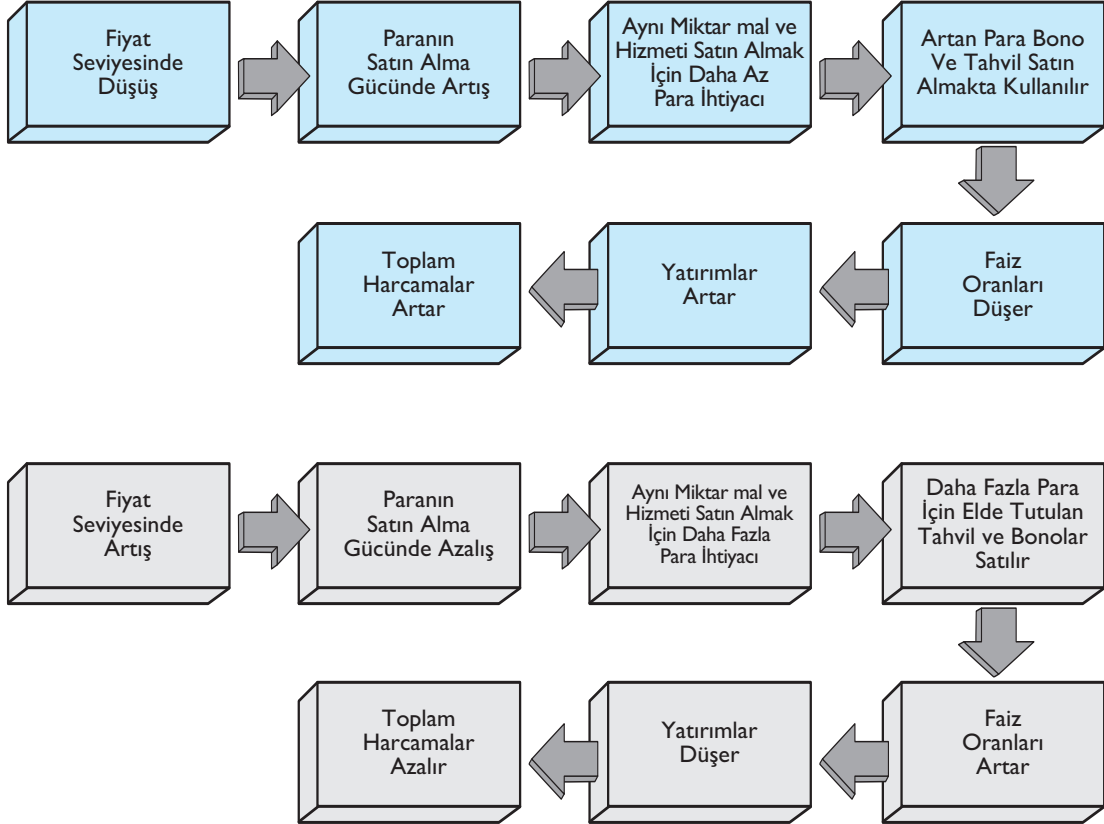 Fiyat
Seviyesinde
Düşüş
Paranın
Satın Alma
Gücünde Artış
Aynı Miktar mal ve
Hizmeti Satın Almak
İçin Daha Az
Para İhtiyacı
Artan Para Bono
Ve Tahvil Satın
Almakta Kullanılır
Faiz
Oranları
Düşer
Yatırımlar
Artar
Toplam
Harcamalar
Artar
Fiyat
Seviyesinde
Artış
Paranın
Satın Alma
Gücünde Azalış
Aynı Miktar mal ve
Hizmeti Satın Almak
İçin Daha Fazla
Para İhtiyacı
Daha Fazla Para
İçin Elde Tutulan
Tahvil ve Bonolar
Satılır
Faiz
Oranları
Artar
Yatırımlar
Düşer
Toplam
Harcamalar
Azalır